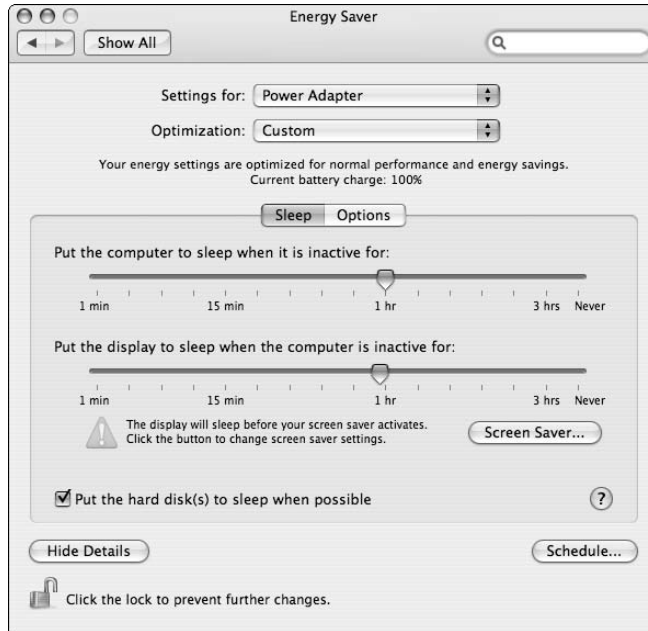 Energy Saver
Show All
Settings for: Power Adapter
Optimization: Custom
Your energy settings are optimized for normal performance and energy savings.
Current battery charge: 100%
Sleep Options
Put the computer to sleep when it is inactive for:
1 min 15 min 1 hr 3 hrs Never
Put the display to sleep when the computer is inactive for:
1 min 15 min 1 hr 3 hrs Never
The display will sleep before your screen saver activates.
Click the button to change screen saver settings.
Screen Saver...
Put the hard disk(s) to sleep when possible
?
Hide Details Schedule...
Click the lock to prevent further changes.